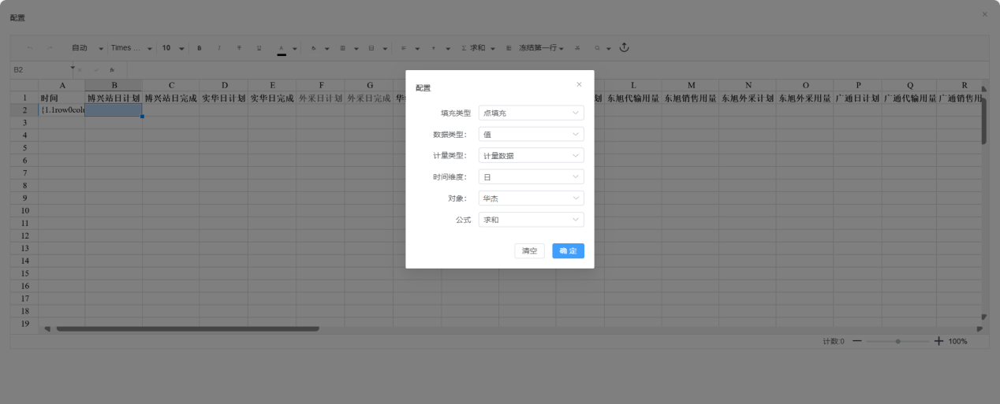 配置
自动 Times ... 10 B I U A Σ 求和 冻结第一行
B2 fx
A B C D E F G L M N O P Q R
1 时间 博兴站日计划 博兴站日完成 实华日计划 实华日完成 外采日计划 外采日完成 划 东旭代输用量 东旭销售用量 东旭外采计划 东旭外采用量 广通日计划 广通代输用量 广通销售用
2 {1.1row0colu
3
4
5
6
7
8
9
10
11
12
13
14
15
16
17
18
19
计数:0 100%
配置
填充类型 点填充
数据类型: 值
计量类型: 计量数据
时间维度: 日
对象: 华杰
公式 求和
清空 确 定